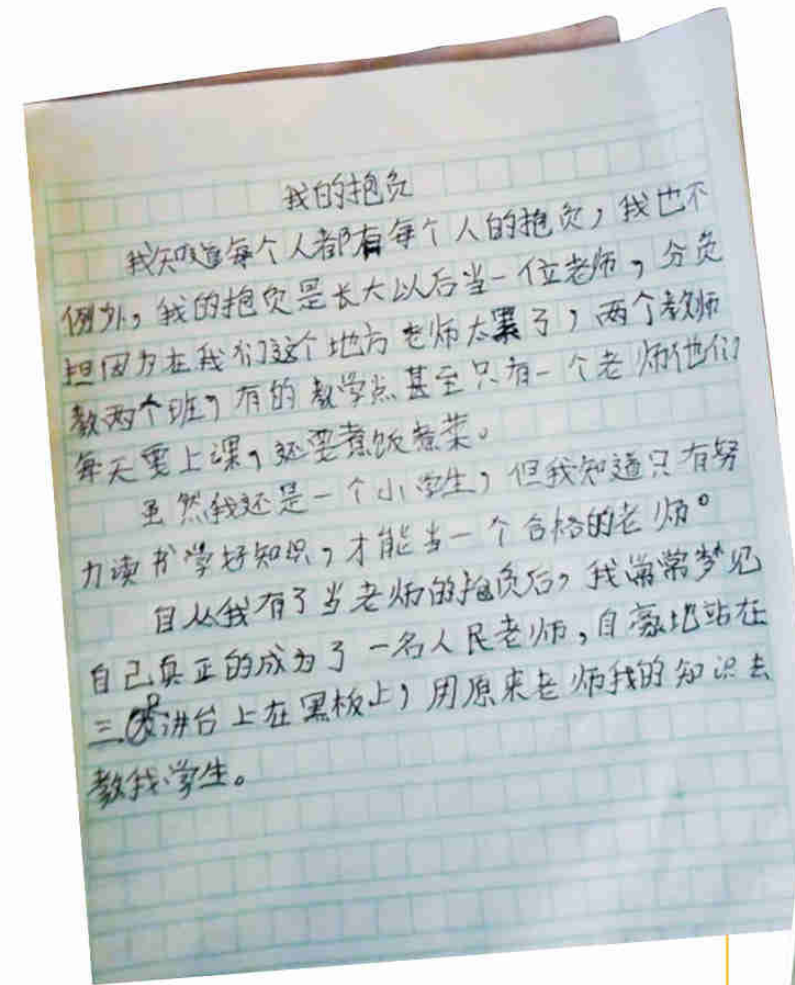 我的抱负
我知道每个人都有每个人的抱负，我也不
例外，我的抱负是长大以后当一位老师，分负
担因为在我们这个地方老师太累了，两个教师
教两个班，有的教学点甚至只有一个老师他们
每天要上课，还要煮饭煮菜。
虽然我还是一个小学生，但我知道只有努
力读书学好知识，才能当一个合格的老师。
自从我有了当老师的抱负后，我常常梦见
自己真正的成为了一名人民老师，自豪地站在
三尺讲台上在黑板上，用原来老师我的知识去
教我学生。